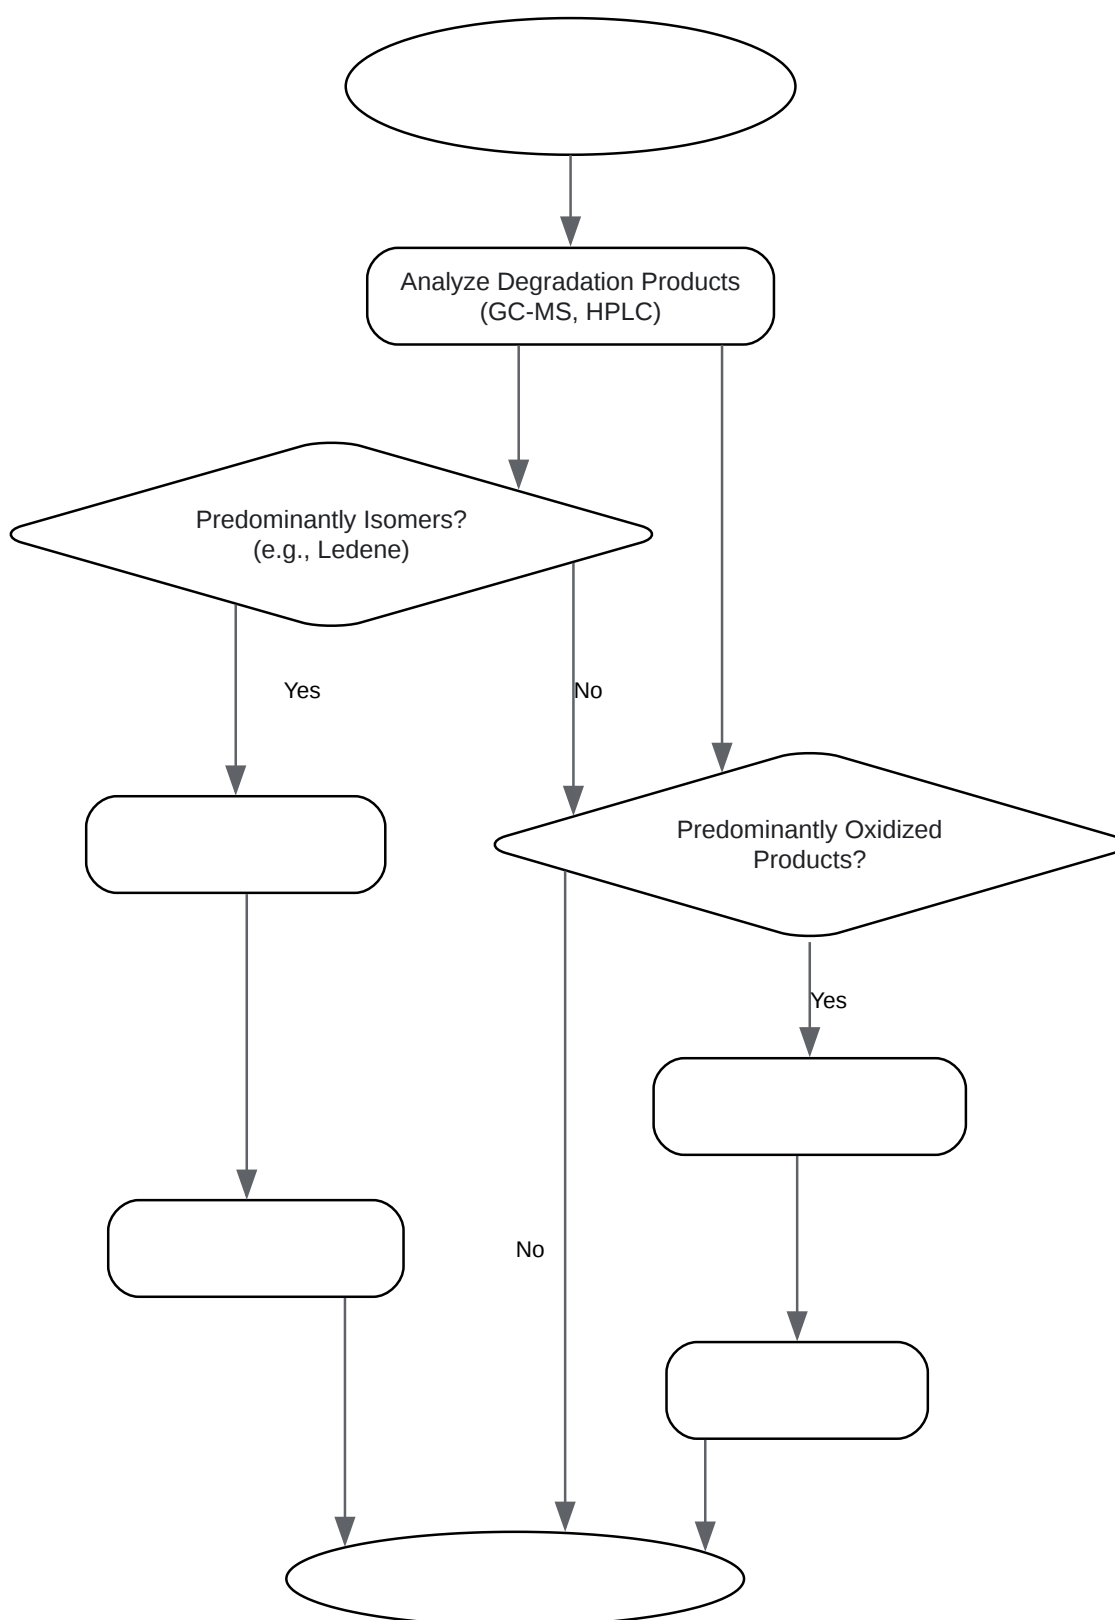 Analyze Degradation Products
(GC-MS, HPLC)
Predominantly Isomers?
(e.g., Ledene)
Yes
No
Predominantly Oxidized
Products?
Yes
No